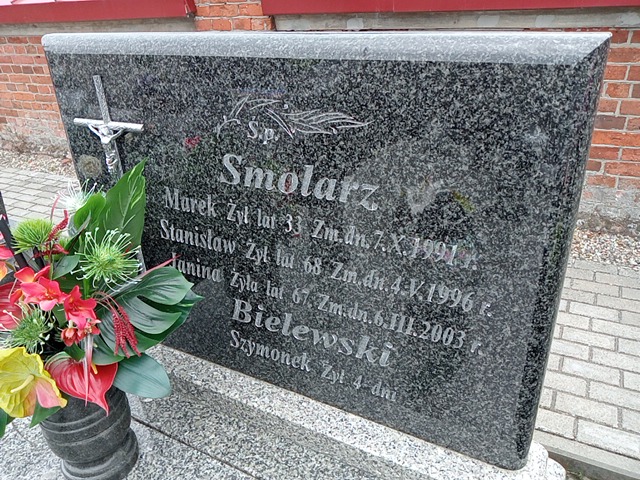 Ś.p.
Smolarz
Marek Żył lat 33 Zm.dn.7.X.1991 r.
Stanisław Żył lat 68 Zm.dn 4.V.1996 r.
Janina Żyła lat 67 Zm.dn.6.III.2003 r.
Bielewski
Szymonek Żył 4-dni